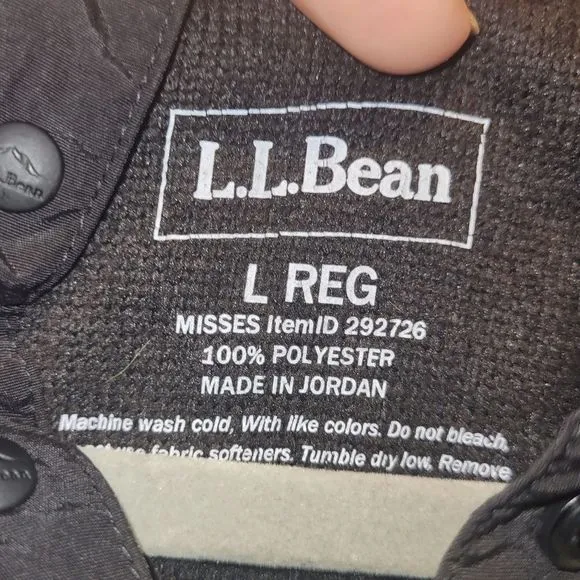 L.L.Bean
L REG
MISSES ItemID 292726
100% POLYESTER
MADE IN JORDAN
Machine wash cold, With like colors. Do not bleach.
fabric softeners. Tumble dry low. Remove
L.Bean